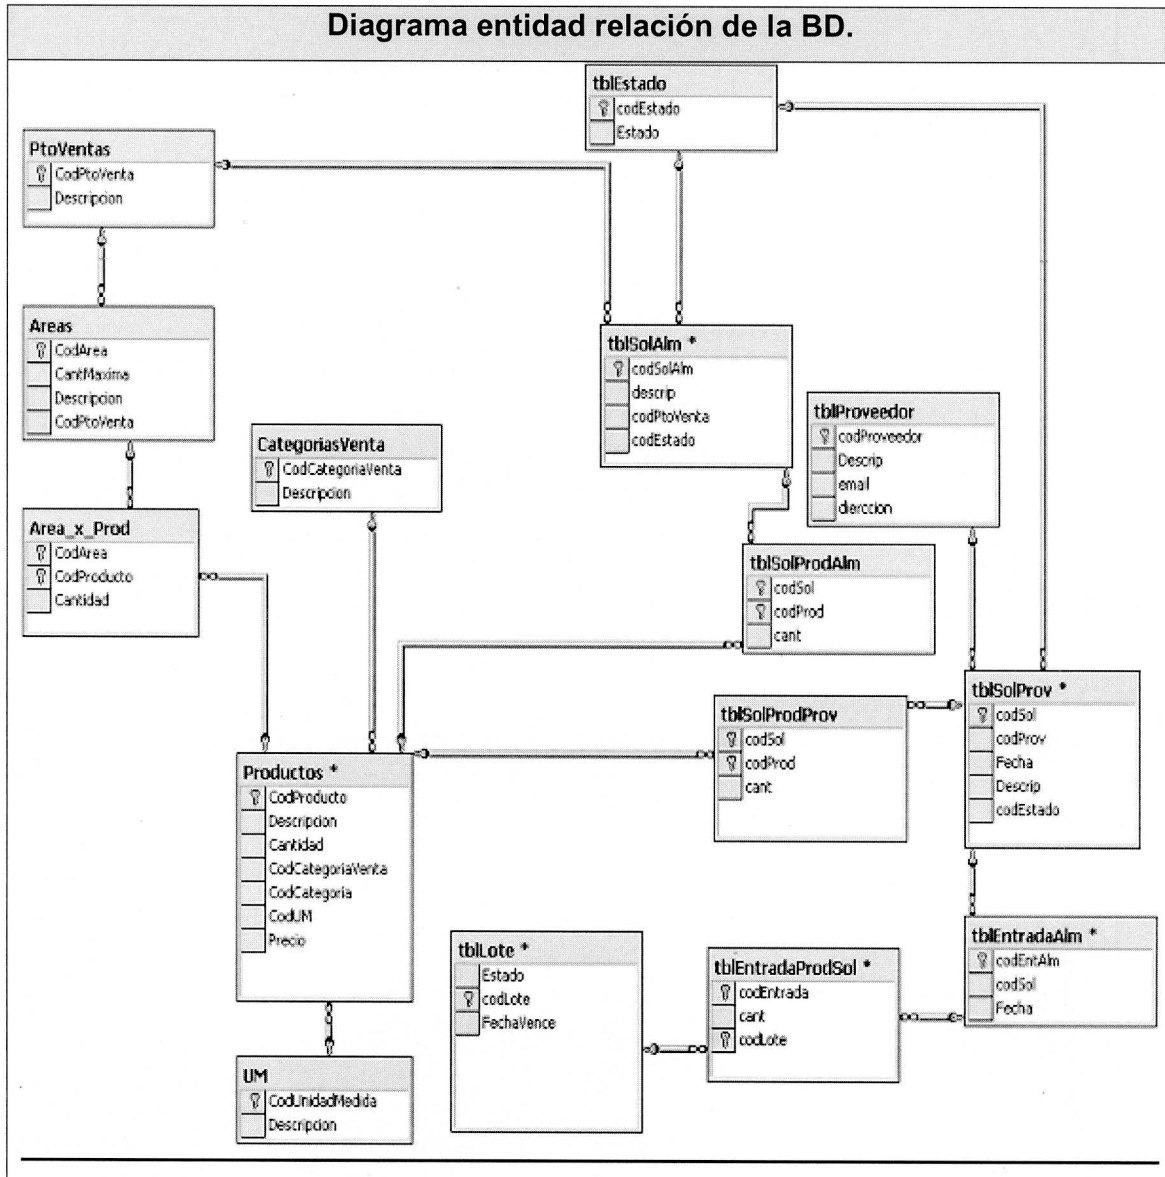 Diagrama entidad relación de la BD.
tblEstado
codEstado
Estado
PtoVentas
CodPtoVenta
Descripcion
Areas
CodArea
CantMaxima
Descripcion
CodPtoVenta
tblSolAlm *
codSolAlm
descrip
codPtoVenta
codEstado
tblProveedor
codProveedor
Descrip
email
dierccion
CategoriasVenta
CodCategoriaVenta
Descripcion
Area_x_Prod
CodArea
CodProducto
Cantidad
tblSolProdAlm
codSol
codProd
cant
tblSolProv *
codSol
codProv
Fecha
Descrip
codEstado
tblSolProdProv
codSol
codProd
cant
Productos *
CodProducto
Descripcion
Cantidad
CodCategoriaVenta
CodCategoria
CodUM
Precio
tblLote *
Estado
codLote
FechaVence
tblEntradaProdSol *
codEntrada
cant
codLote
tblEntradaAlm *
codEntAlm
codSol
Fecha
UM
CodUnidadMedida
Descripcion